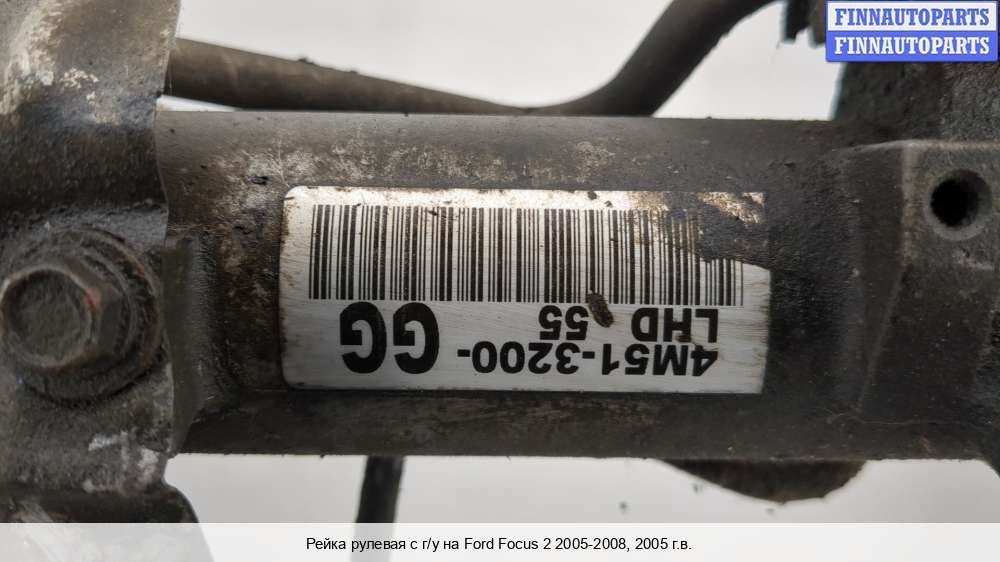 FINNAUTOPARTS
FINNAUTOPARTS
4M51-3200-
GG
LHD 55
Рейка рулевая с г/у на Ford Focus 2 2005-2008, 2005 г.в.